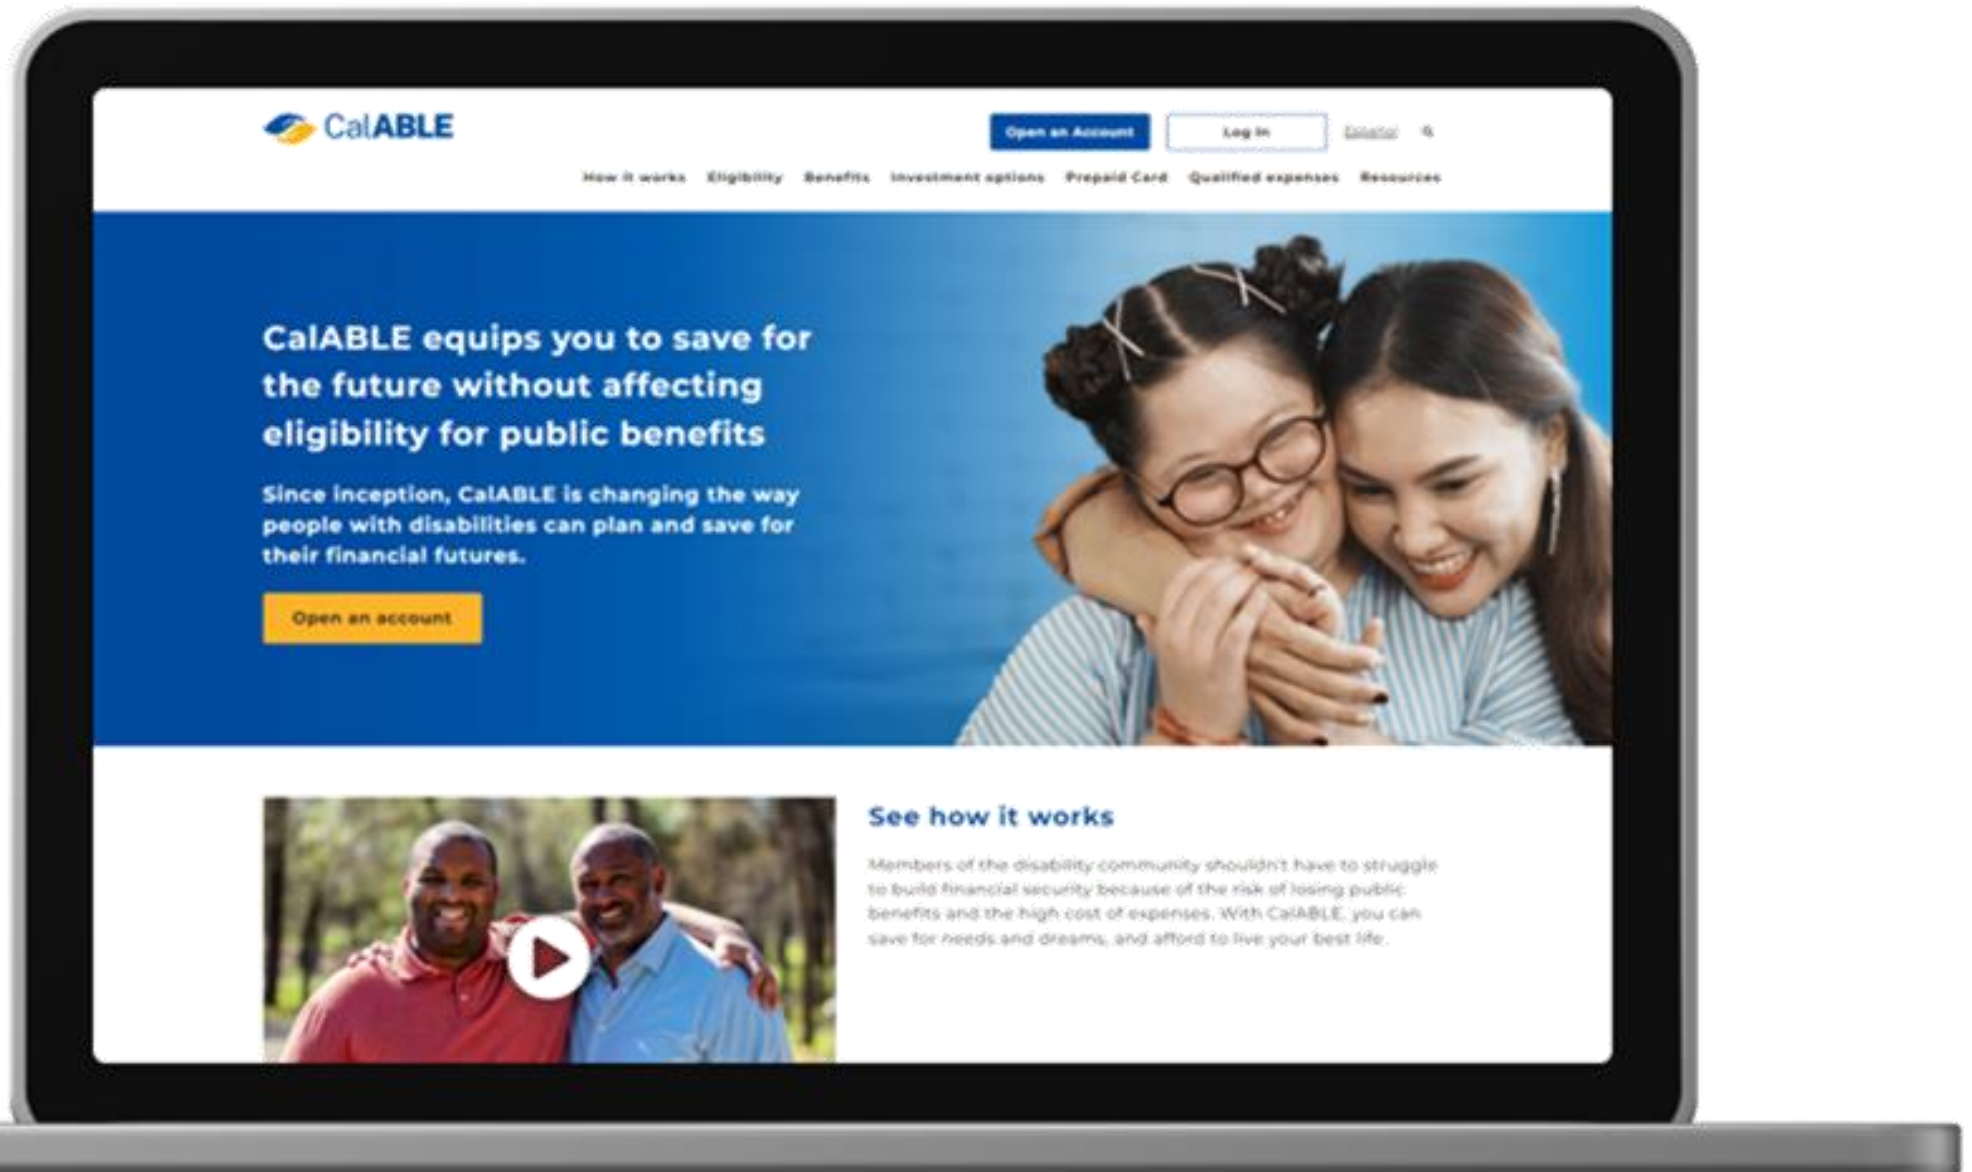 CalABLE
Open an Account
Log In
Español
How it works Eligibility Benefits Investment options Prepaid Card Qualified expenses Resources
CalABLE equips you to save for
the future without affecting
eligibility for public benefits
Since inception, CalABLE is changing the way
people with disabilities can plan and save for
their financial futures.
Open an account
See how it works
Members of the disability community shouldn't have to struggle
to build financial security because of the risk of losing public
benefits and the high cost of expenses. With CalABLE, you can
save for needs and dreams, and afford to live your best life.